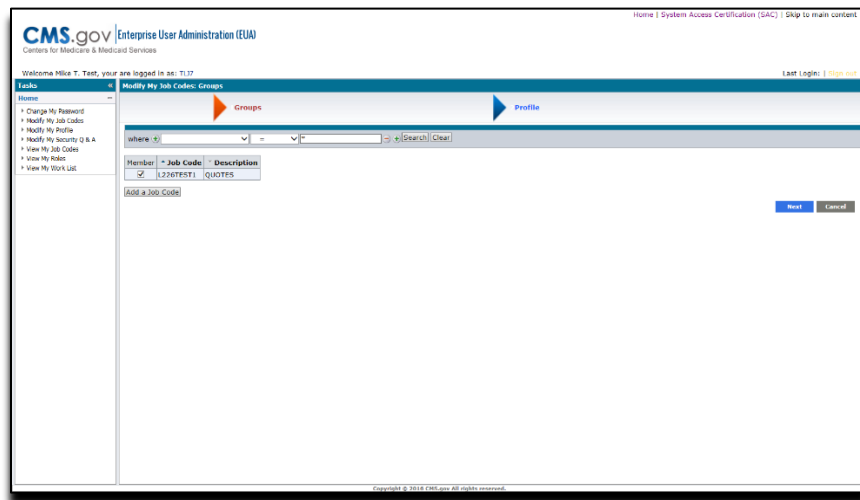 Home | System Access Certification (SAC) | Skip to main content
CMS.gov Enterprise User Administration (EUA)
Centers for Medicare & Medicaid Services
Welcome Mike T. Test, your are logged in as: TLJ7
Last Login: | Sign out
Tasks «
Modify My Job Codes: Groups
Home −
Change My Password
Modify My Job Codes
Modify My Profile
Modify My Security Q & A
View My Job Codes
View My Roles
View My Work List
Groups
Profile
where = * Search Clear
Member Job Code Description
L226TEST1 QUOTES
Add a Job Code
Next Cancel
Copyright © 2010 CMS.gov All rights reserved.